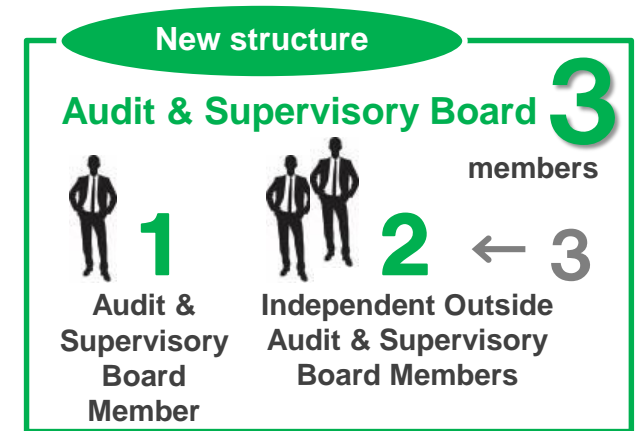 New structure
Audit & Supervisory Board 3
members
1
Audit &
Supervisory
Board
Member
2 ← 3
Independent Outside
Audit & Supervisory
Board Members